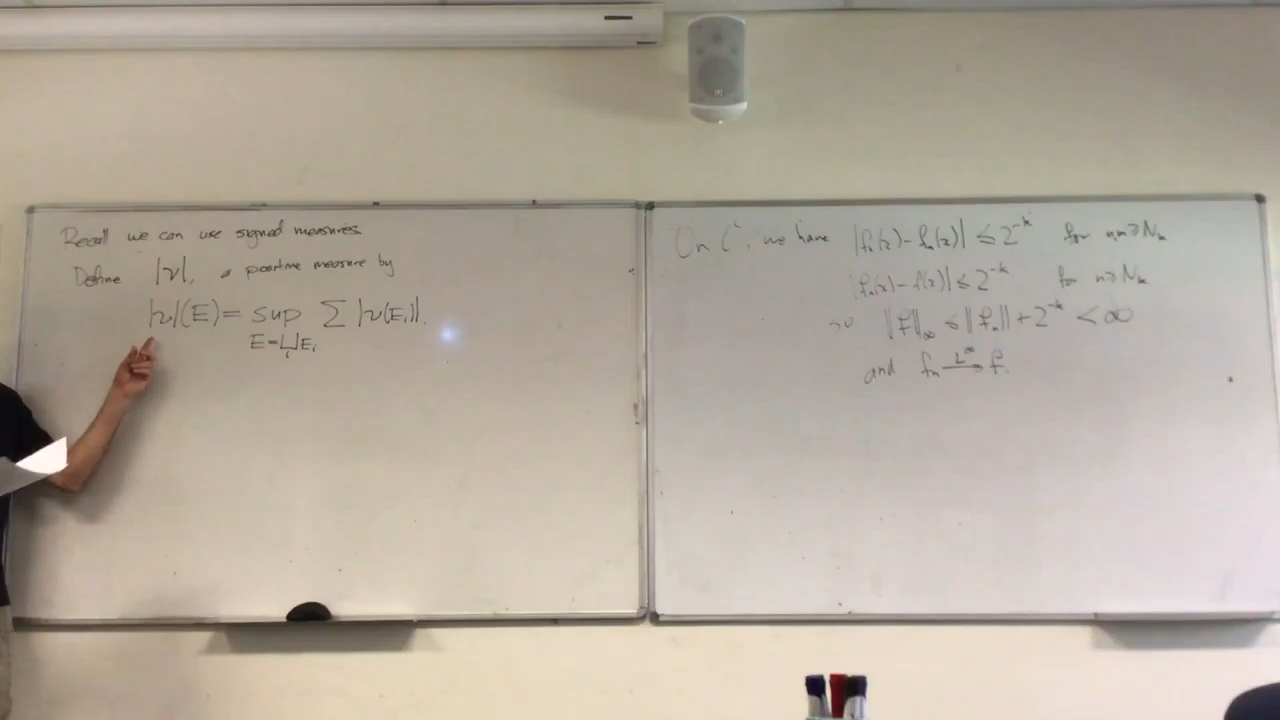 Recall we can use signed measures.
Define |ν|, a positive measure by
|ν|(E) = sup ∑ |ν(E_i)|.
E = ⊔_i E_i
On C^c, we have |f_n(x) - f_m(x)| ≤ 2^{-k} for n,m ≥ N_k
|f_n(x) - f(x)| ≤ 2^{-k} for n ≥ N_k
so ‖f‖_∞ ≤ ‖f_n‖ + 2^{-k} < ∞
and f_n \xrightarrow{L^∞} f.